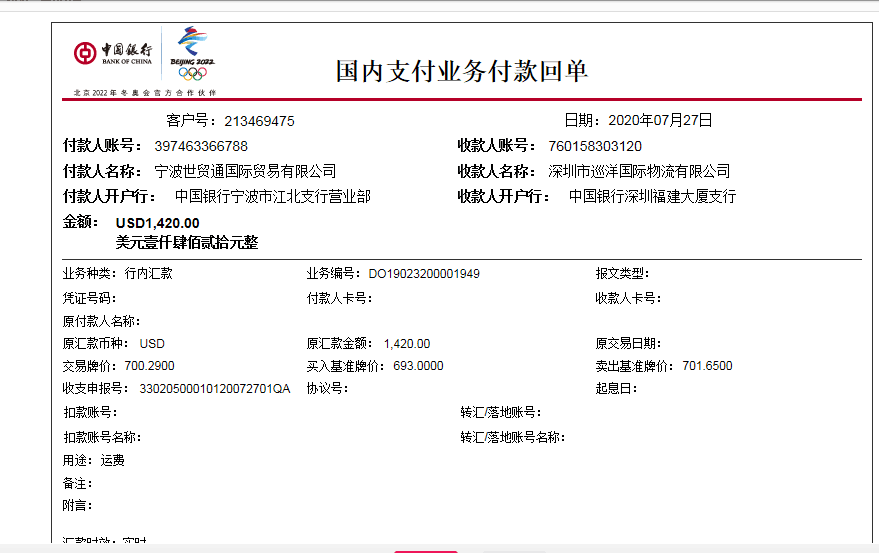 中国银行
BANK OF CHINA
BEIJING 2022
北京2022年冬奥会官方合作伙伴
国内支付业务付款回单
客户号：213469475 日期：2020年07月27日
付款人账号：397463366788 收款人账号：760158303120
付款人名称：宁波世贸通国际贸易有限公司 收款人名称：深圳市巡洋国际物流有限公司
付款人开户行：中国银行宁波市江北支行营业部 收款人开户行：中国银行深圳福建大厦支行
金额：USD1,420.00
美元壹仟肆佰贰拾元整
业务种类：行内汇款 业务编号：DO19023200001949 报文类型：
凭证号码： 付款人卡号： 收款人卡号：
原付款人名称：
原汇款币种：USD 原汇款金额：1,420.00 原交易日期：
交易牌价：700.2900 买入基准牌价：693.0000 卖出基准牌价：701.6500
收支申报号：33020500010120072701QA 协议号： 起息日：
扣款账号： 转汇/落地账号：
扣款账号名称： 转汇/落地账号名称：
用途：运费
备注：
附言：
汇款时效：实时